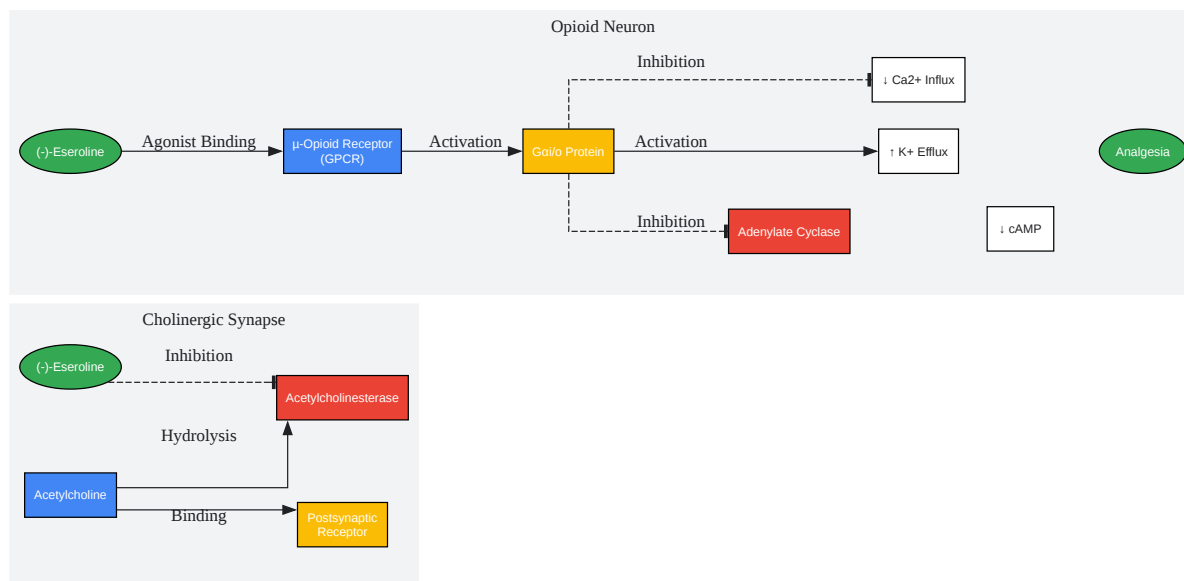 Opioid Neuron
Inhibition
↓ Ca2+ Influx
(-)-Eseroline
Agonist Binding
µ-Opioid Receptor
(GPCR)
Activation
Gαi/o Protein
Activation
↑ K+ Efflux
Analgesia
Inhibition
Adenylate Cyclase
↓ cAMP
Cholinergic Synapse
(-)-Eseroline
Inhibition
Acetylcholinesterase
Hydrolysis
Acetylcholine
Binding
Postsynaptic
Receptor